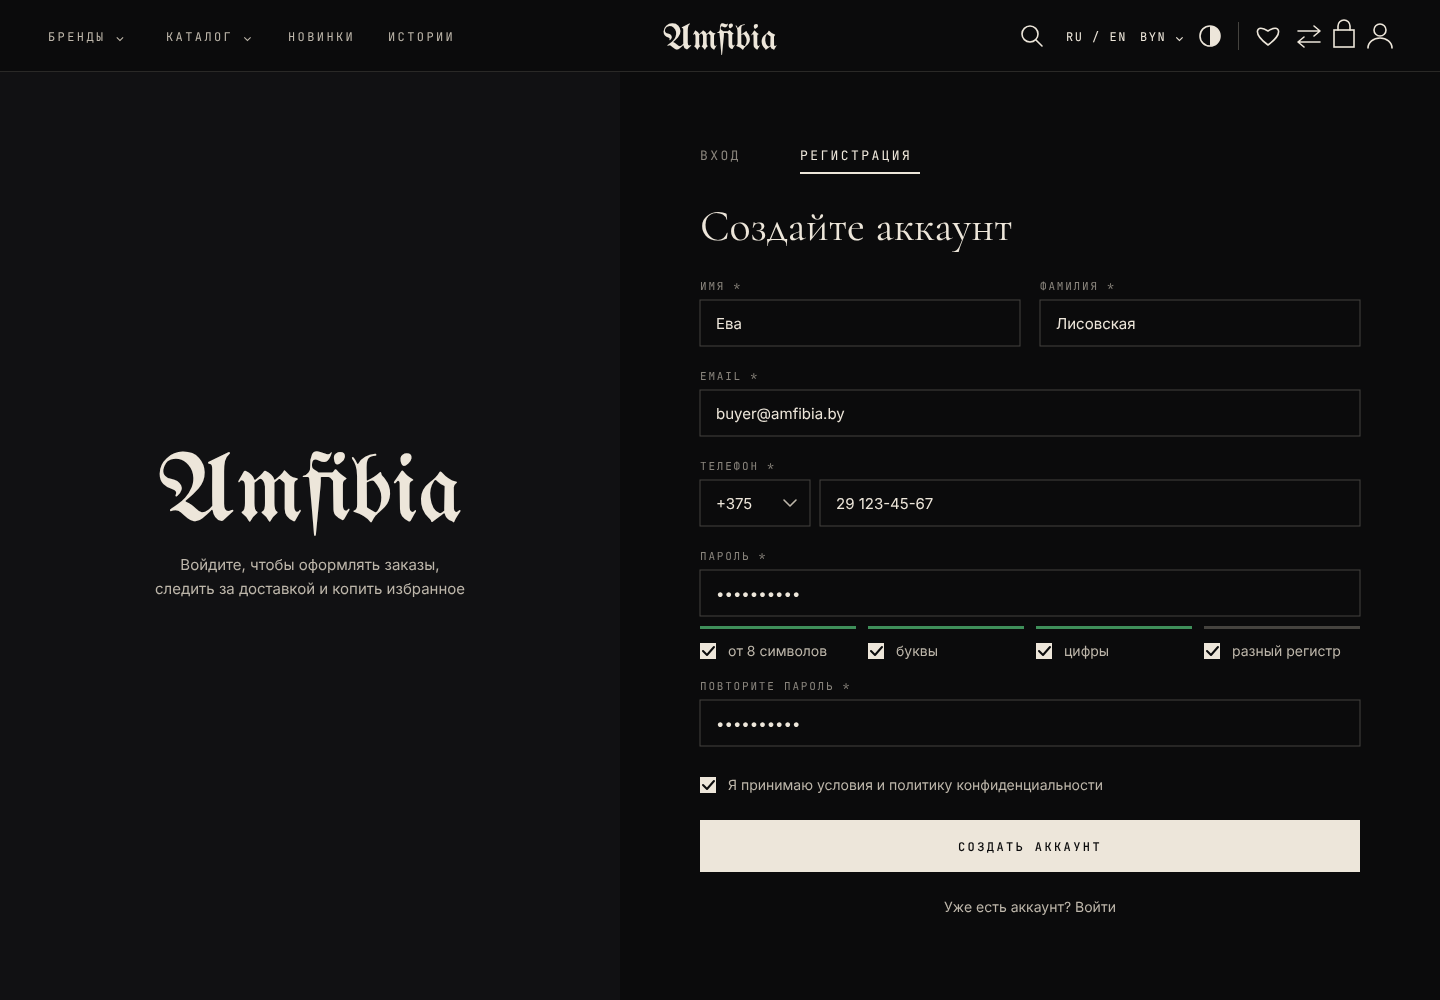 БРЕНДЫ КАТАЛОГ НОВИНКИ ИСТОРИИ Amfibia RU / EN BYN
ВХОД РЕГИСТРАЦИЯ
Создайте аккаунт
ИМЯ * ФАМИЛИЯ *
Ева Лисовская
EMAIL *
buyer@amfibia.by
ТЕЛЕФОН *
+375 29 123-45-67
ПАРОЛЬ *
••••••••••
от 8 символов буквы цифры разный регистр
ПОВТОРИТЕ ПАРОЛЬ *
••••••••••
Я принимаю условия и политику конфиденциальности
СОЗДАТЬ АККАУНТ
Уже есть аккаунт? Войти
Amfibia
Войдите, чтобы оформлять заказы,
следить за доставкой и копить избранное